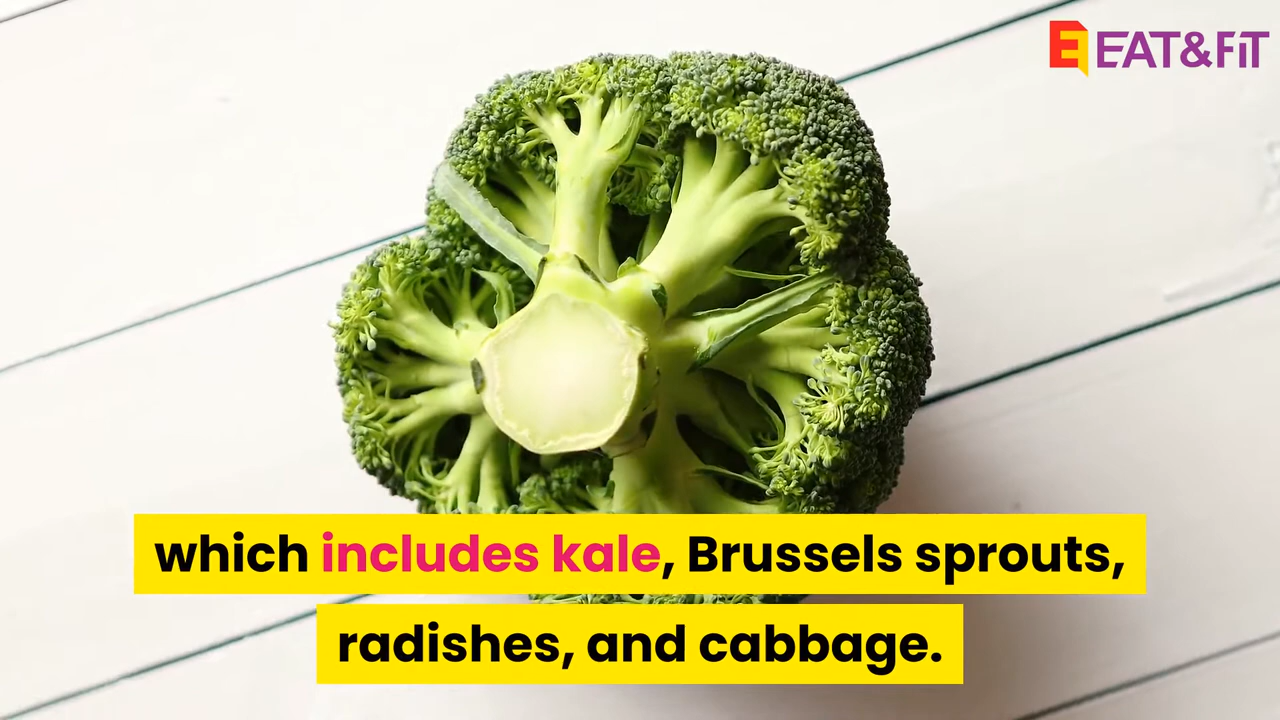 EAT&FiT
which includes kale, Brussels sprouts,
radishes, and cabbage.